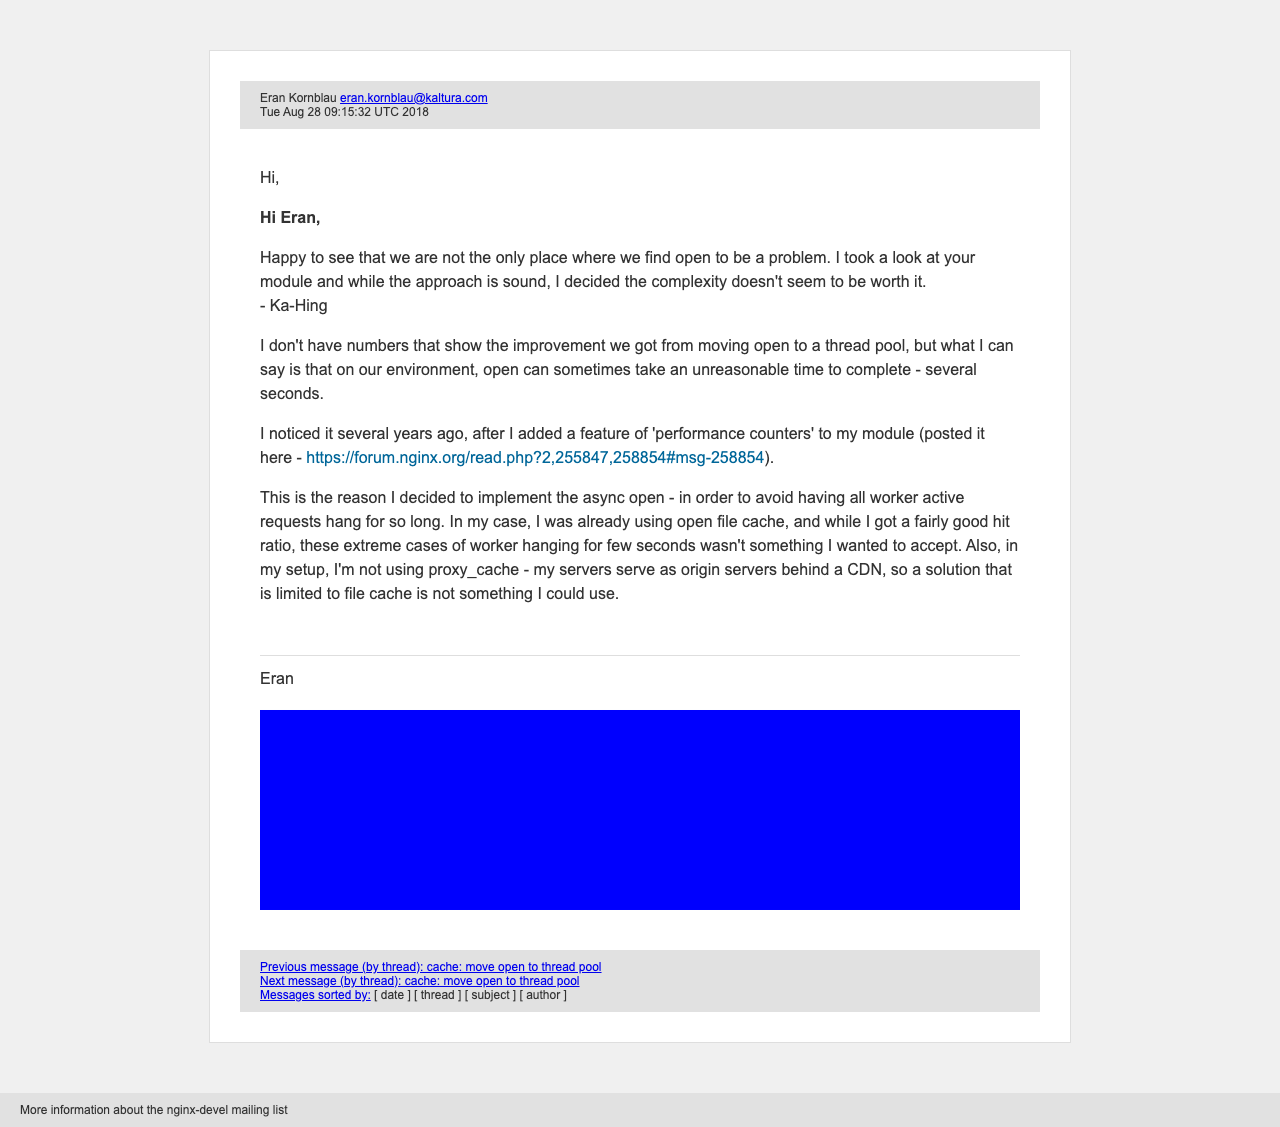 Eran Kornblau eran.kornblau@kaltura.com
Tue Aug 28 09:15:32 UTC 2018
Hi,
Hi Eran,
Happy to see that we are not the only place where we find open to be a problem. I took a look at your
module and while the approach is sound, I decided the complexity doesn't seem to be worth it.
- Ka-Hing
I don't have numbers that show the improvement we got from moving open to a thread pool, but what I can
say is that on our environment, open can sometimes take an unreasonable time to complete - several
seconds.
I noticed it several years ago, after I added a feature of 'performance counters' to my module (posted it
here - https://forum.nginx.org/read.php?2,255847,258854#msg-258854).
This is the reason I decided to implement the async open - in order to avoid having all worker active
requests hang for so long. In my case, I was already using open file cache, and while I got a fairly good hit
ratio, these extreme cases of worker hanging for few seconds wasn't something I wanted to accept. Also, in
my setup, I'm not using proxy_cache - my servers serve as origin servers behind a CDN, so a solution that
is limited to file cache is not something I could use.
Eran
Previous message (by thread): cache: move open to thread pool
Next message (by thread): cache: move open to thread pool
Messages sorted by: [ date ] [ thread ] [ subject ] [ author ]
More information about the nginx-devel mailing list